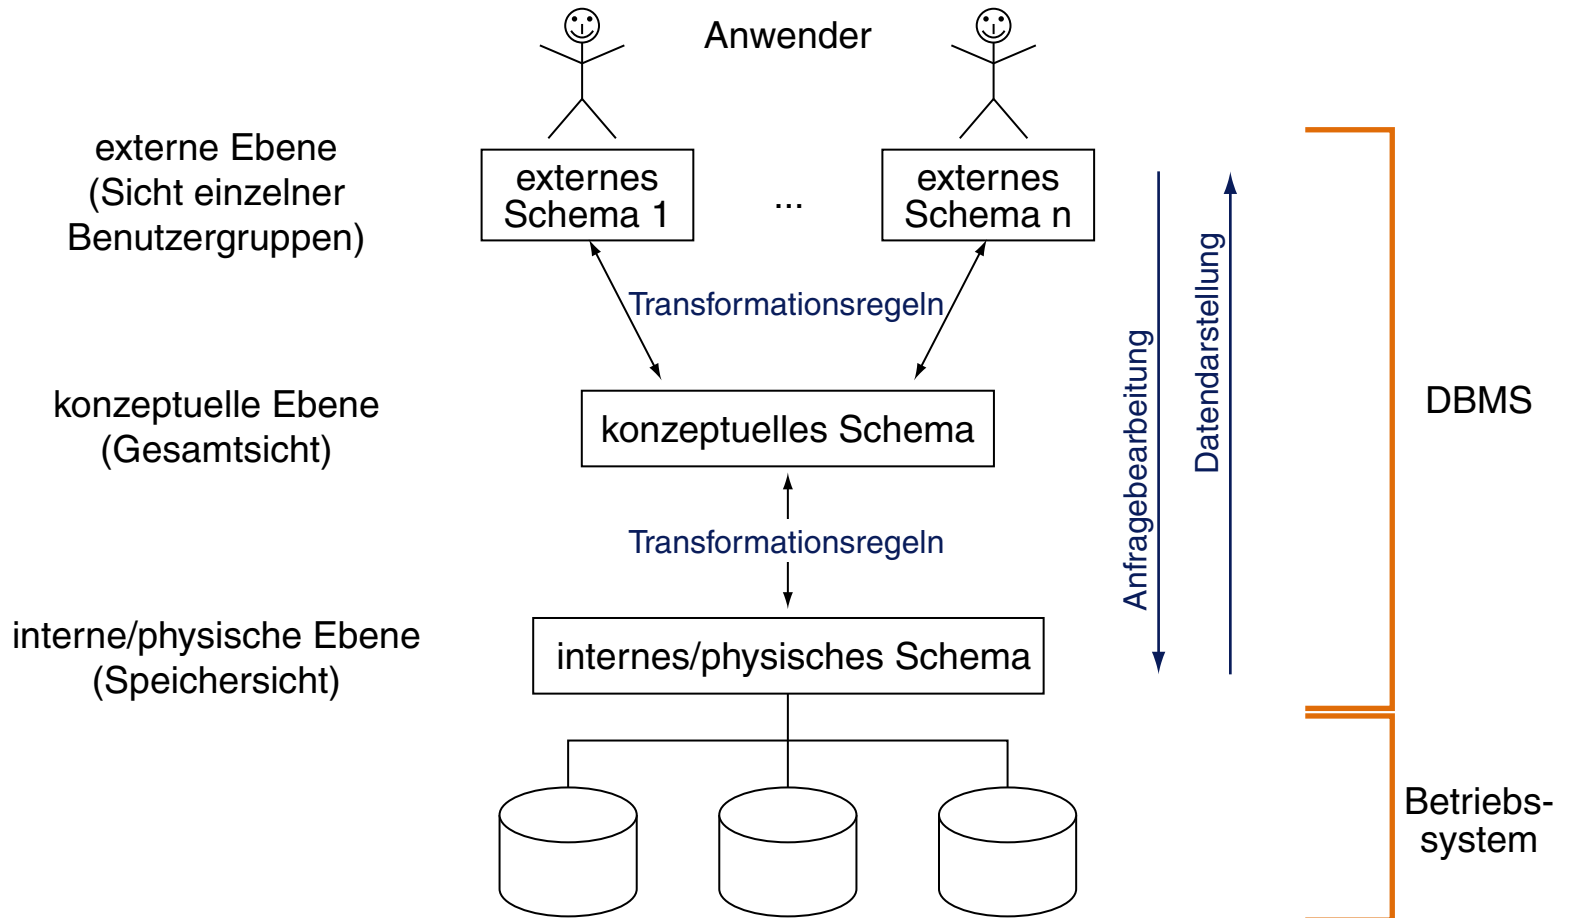 Anwender
externe Ebene
(Sicht einzelner
Benutzergruppen)
externes
Schema 1
...
externes
Schema n
Transformationsregeln
konzeptuelle Ebene
(Gesamtsicht)
konzeptuelles Schema
Transformationsregeln
interne/physische Ebene
(Speichersicht)
internes/physisches Schema
Anfragebearbeitung
Datendarstellung
DBMS
Betriebs-
system